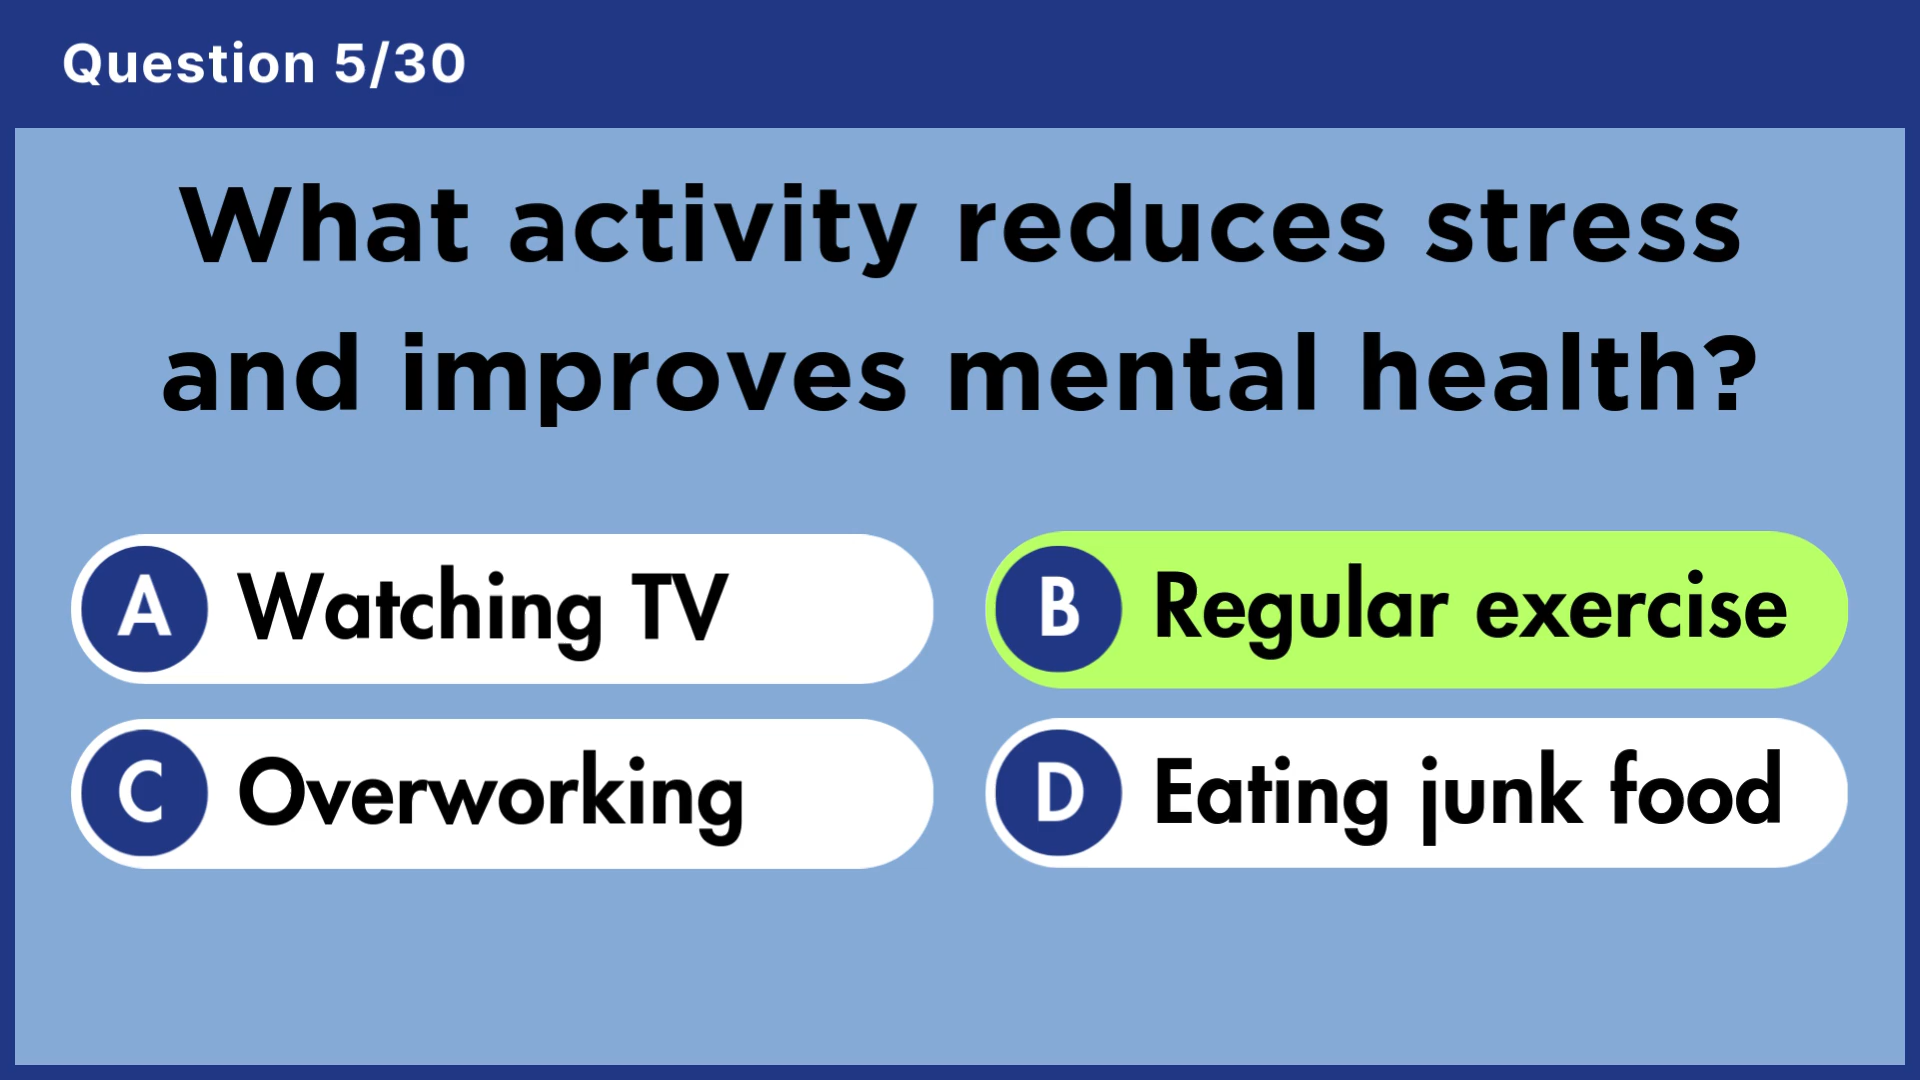 Question 5/30
What activity reduces stress
and improves mental health?
A Watching TV
B Regular exercise
C Overworking
D Eating junk food